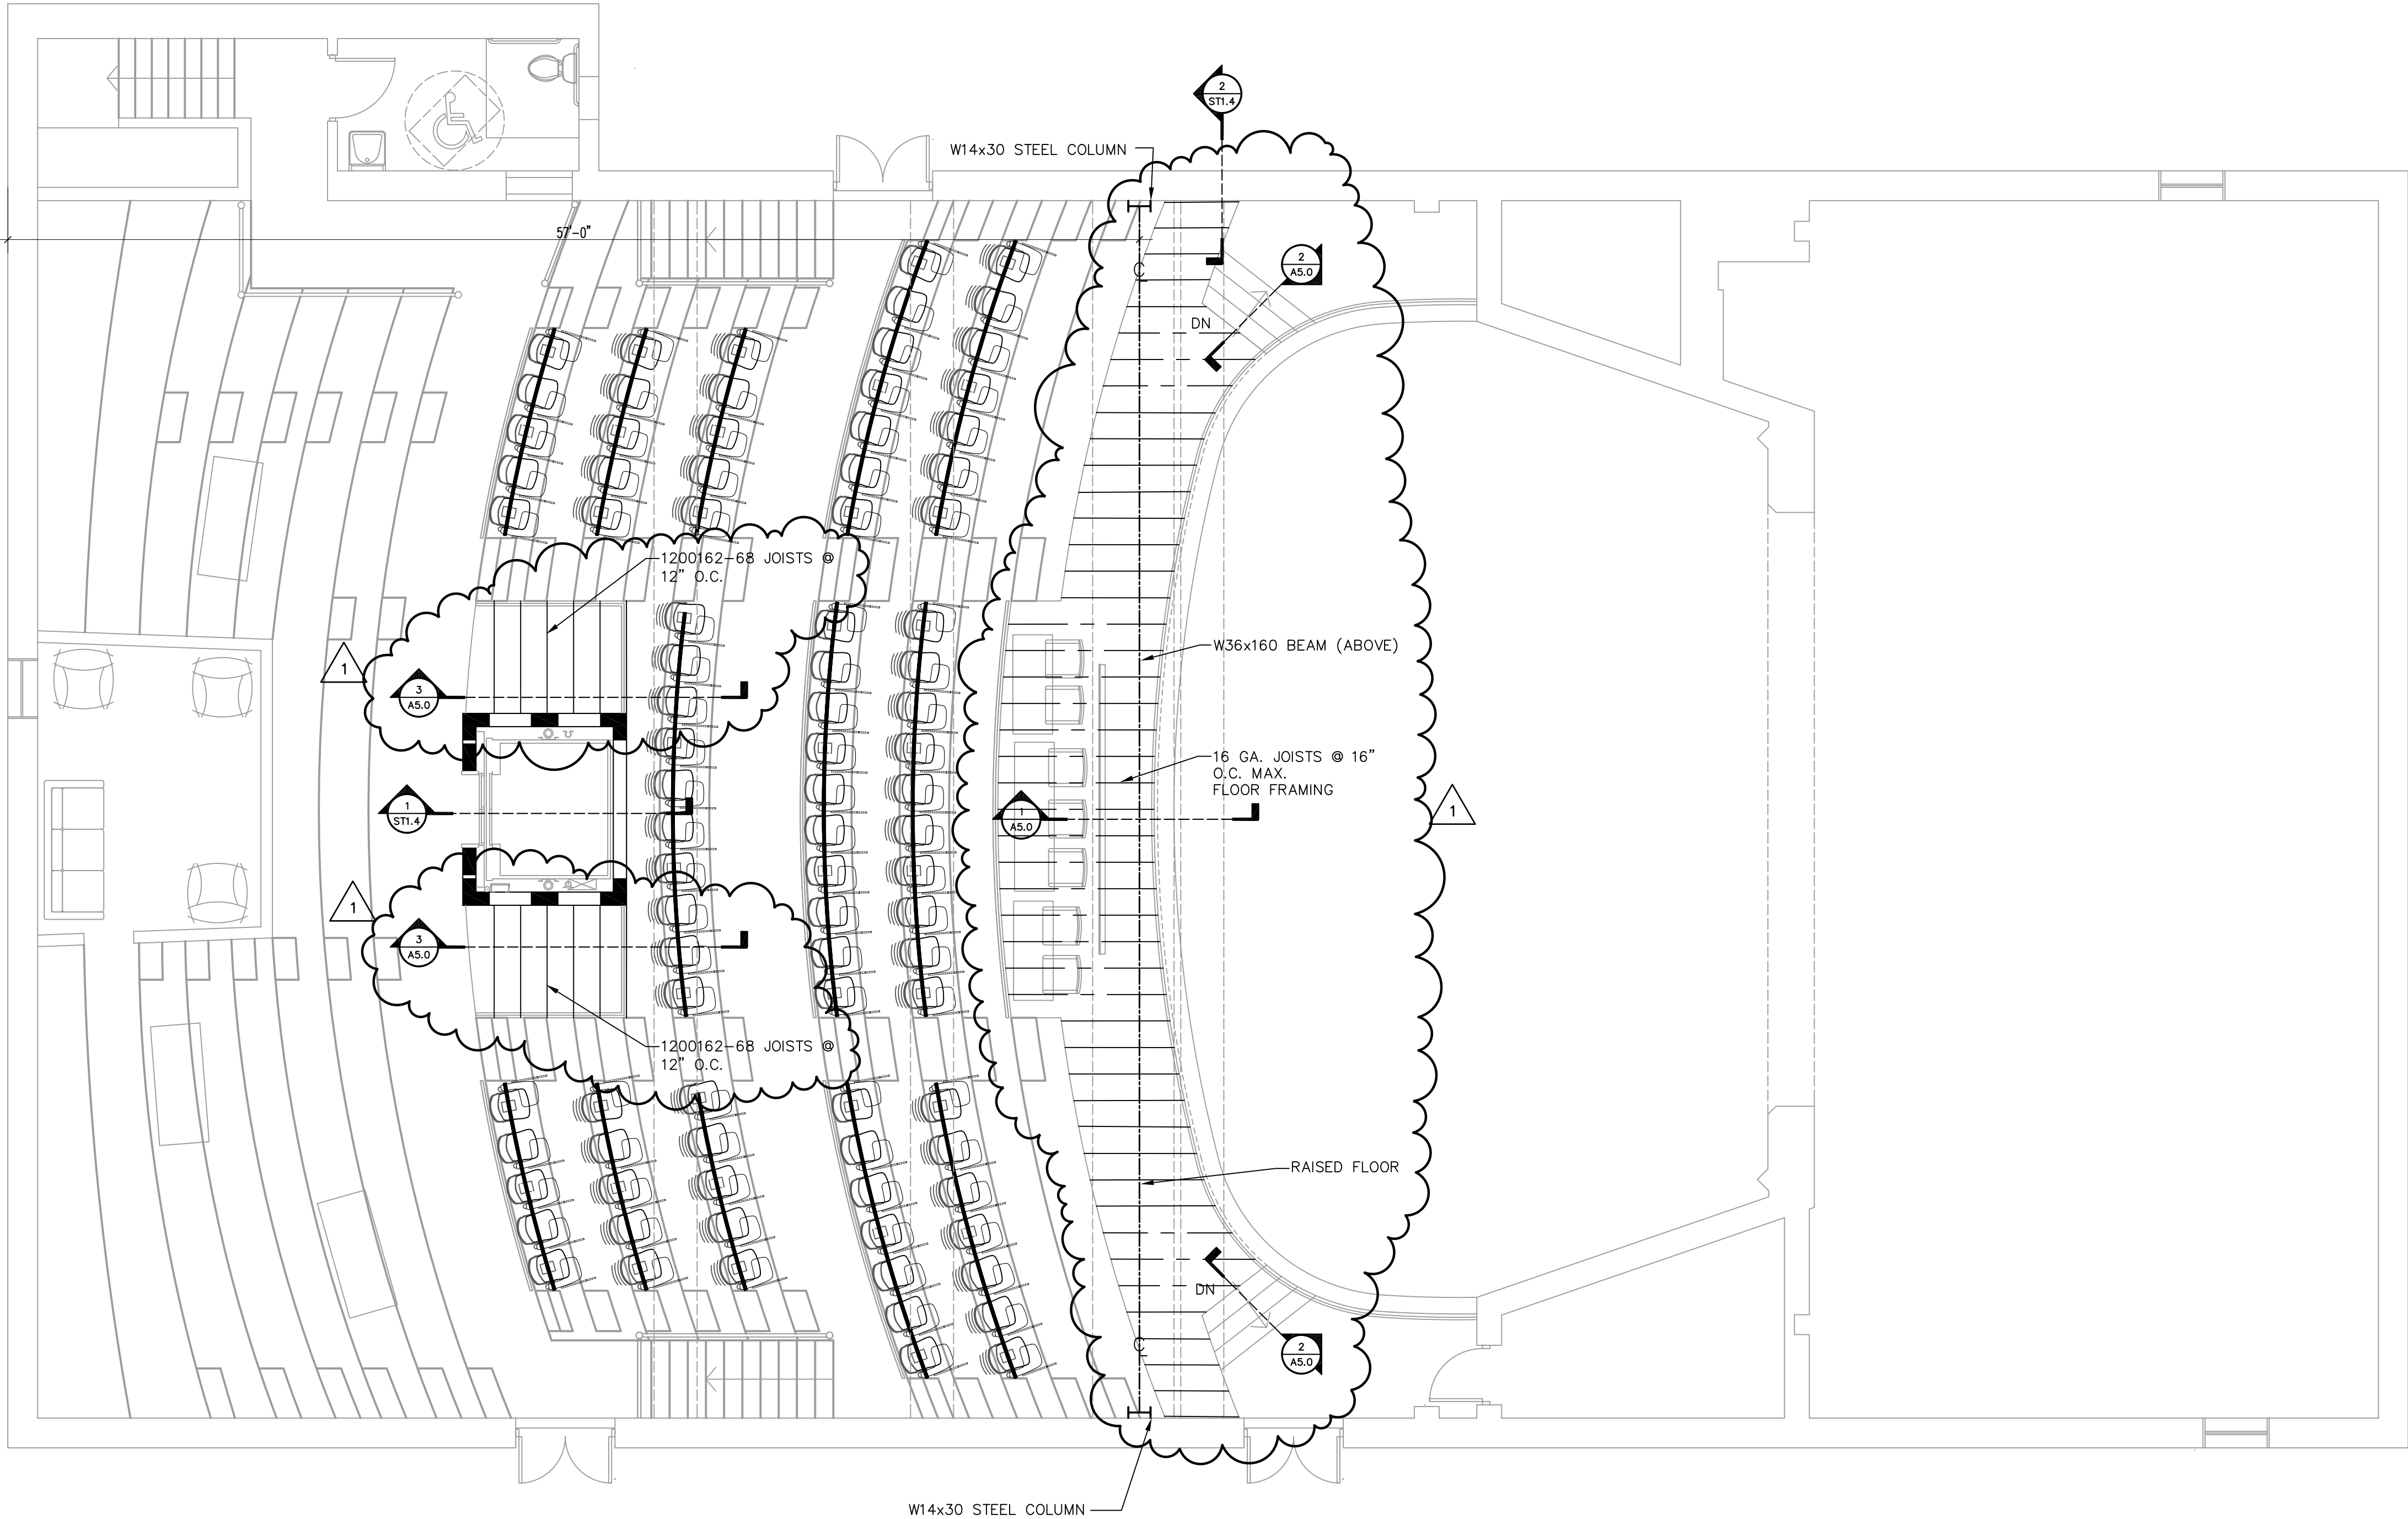 2
ST1.4
W14x30 STEEL COLUMN
57'-0"
2
A5.0
C
L
DN
1200162-68 JOISTS @
12" O.C.
W36x160 BEAM (ABOVE)
1
3
A5.0
16 GA. JOISTS @ 16"
O.C. MAX.
FLOOR FRAMING
1
ST1.4
1
A5.0
1
1
3
A5.0
1200162-68 JOISTS @
12" O.C.
RAISED FLOOR
DN
C
L
2
A5.0
W14x30 STEEL COLUMN